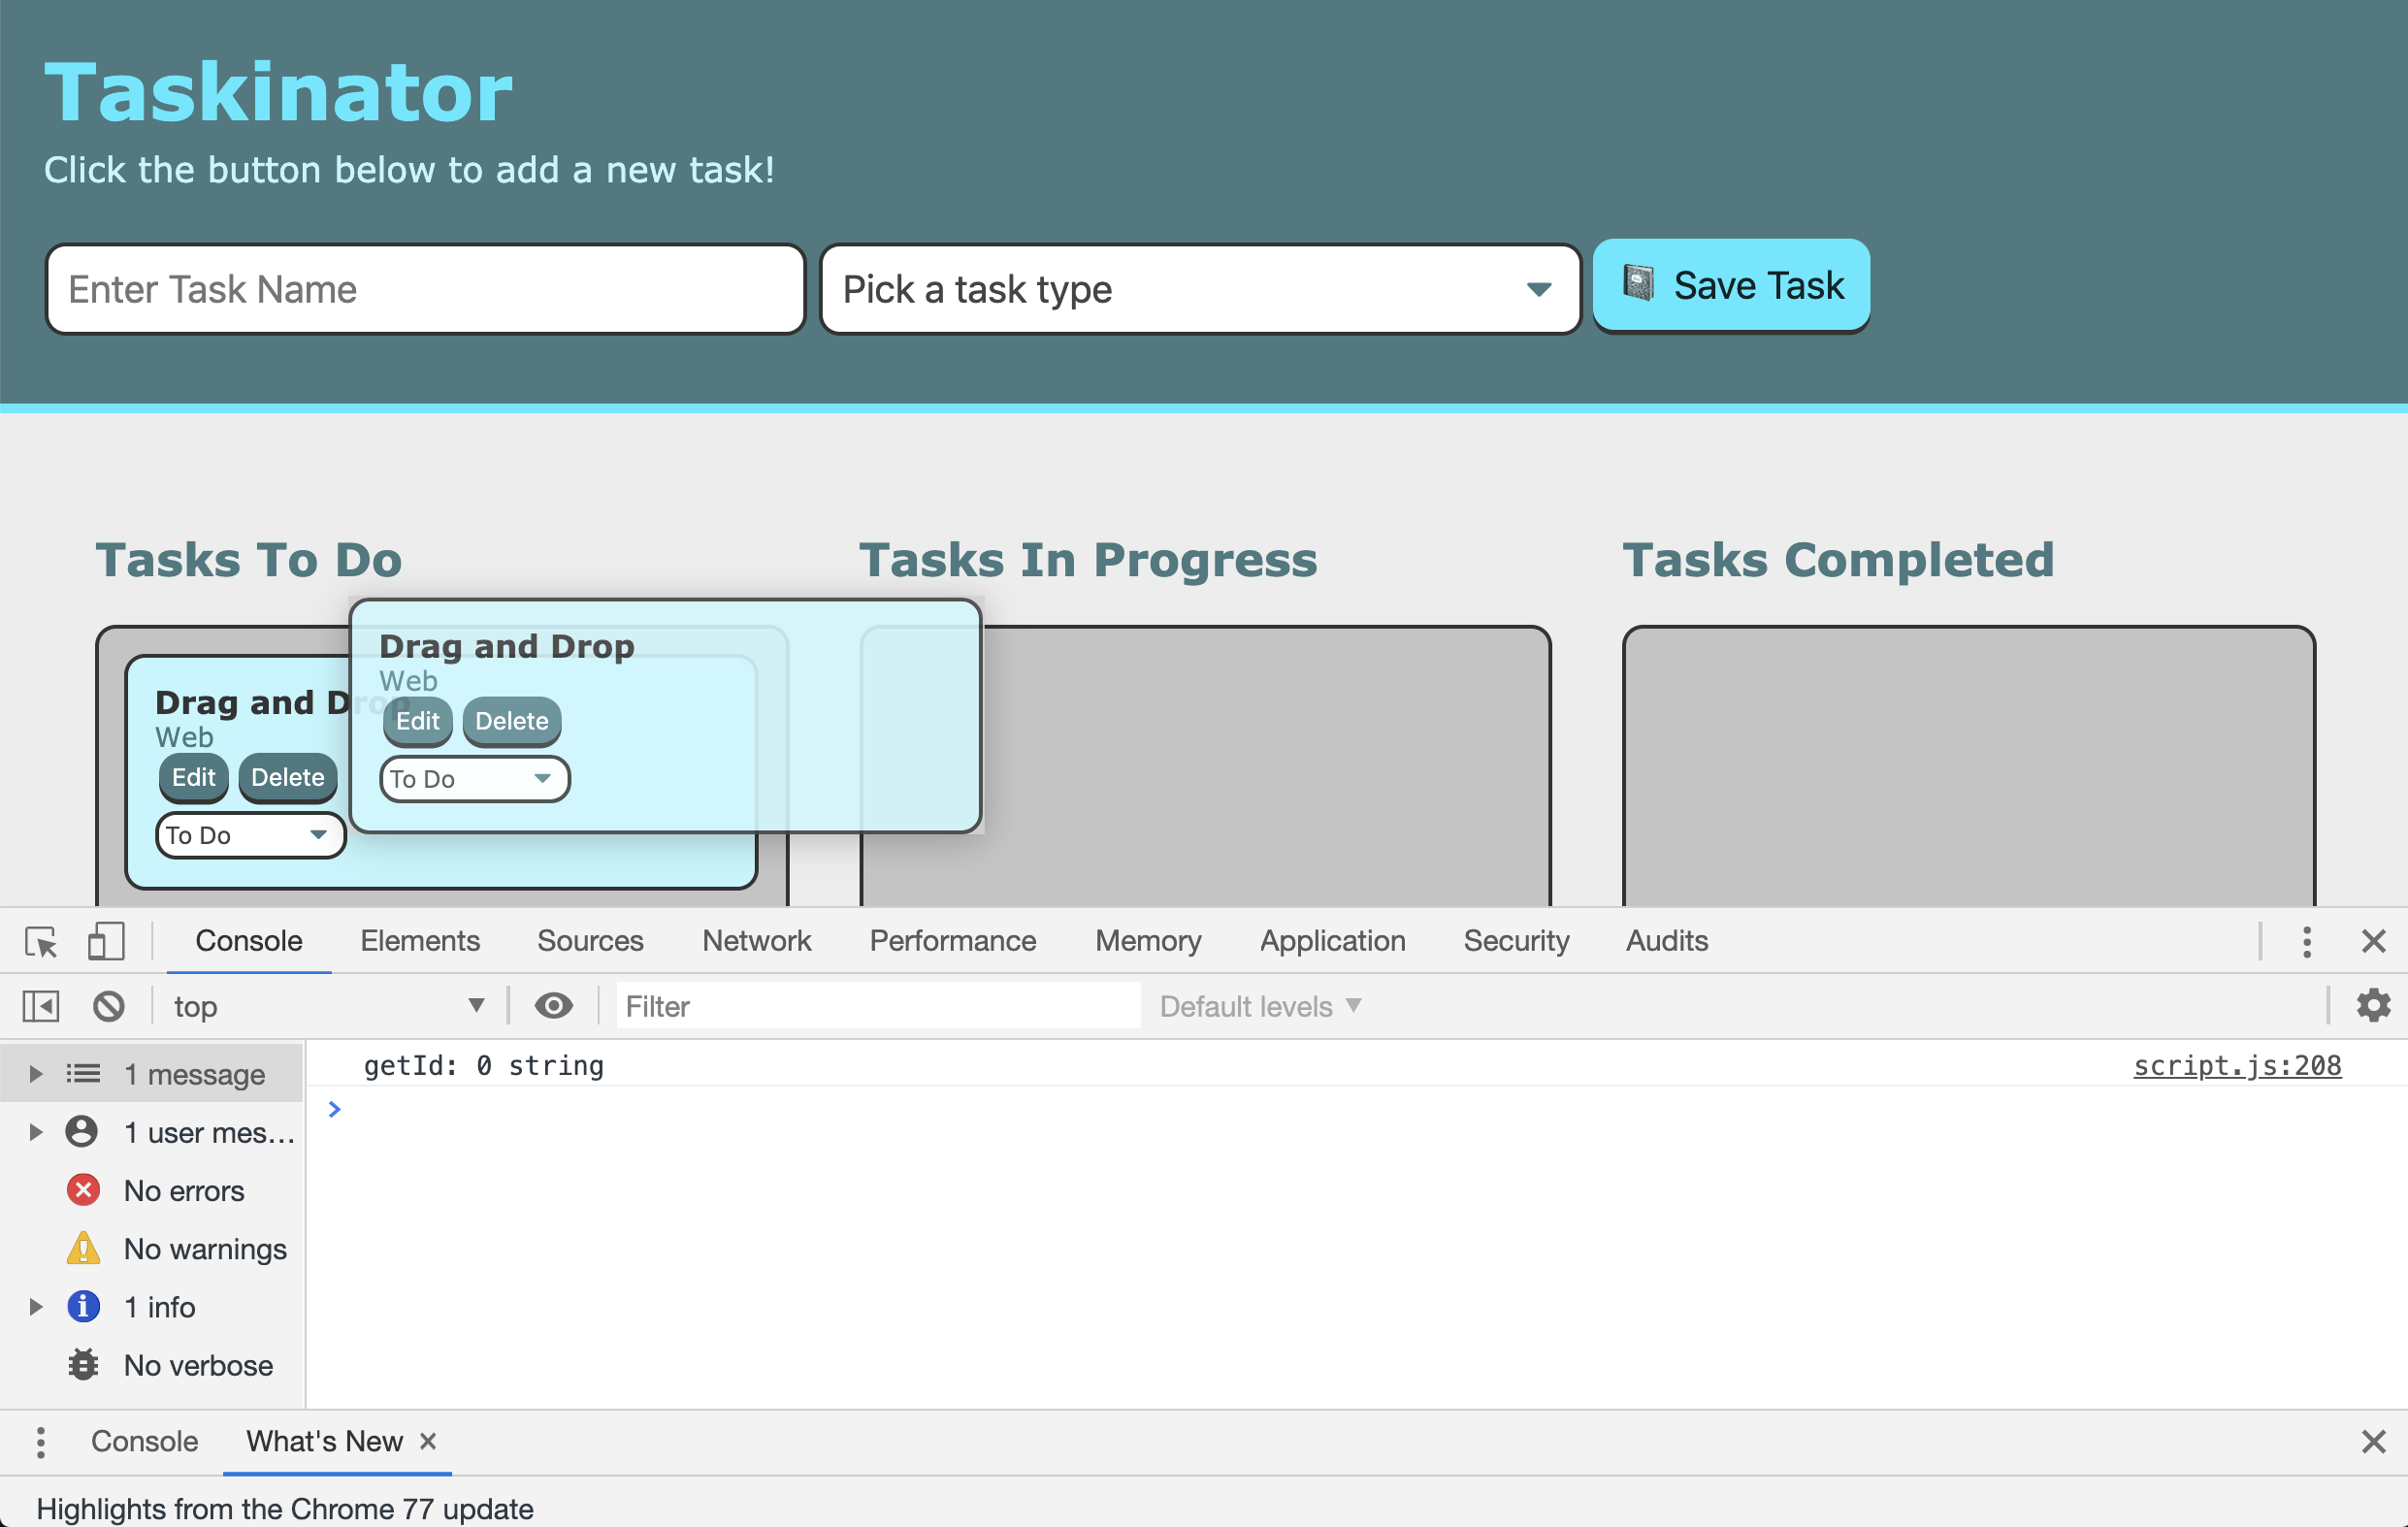 Taskinator
Click the button below to add a new task!
Enter Task Name
Pick a task type
Save Task
Tasks To Do
Tasks In Progress
Tasks Completed
Drag and Drop
Web
Edit
Delete
To Do
Drag and Drop
Web
Edit
Delete
To Do
Console
Elements
Sources
Network
Performance
Memory
Application
Security
Audits
top
Filter
Default levels
1 message
getId: 0 string
script.js:208
1 user mes...
No errors
No warnings
1 info
No verbose
Console
What's New
Highlights from the Chrome 77 update